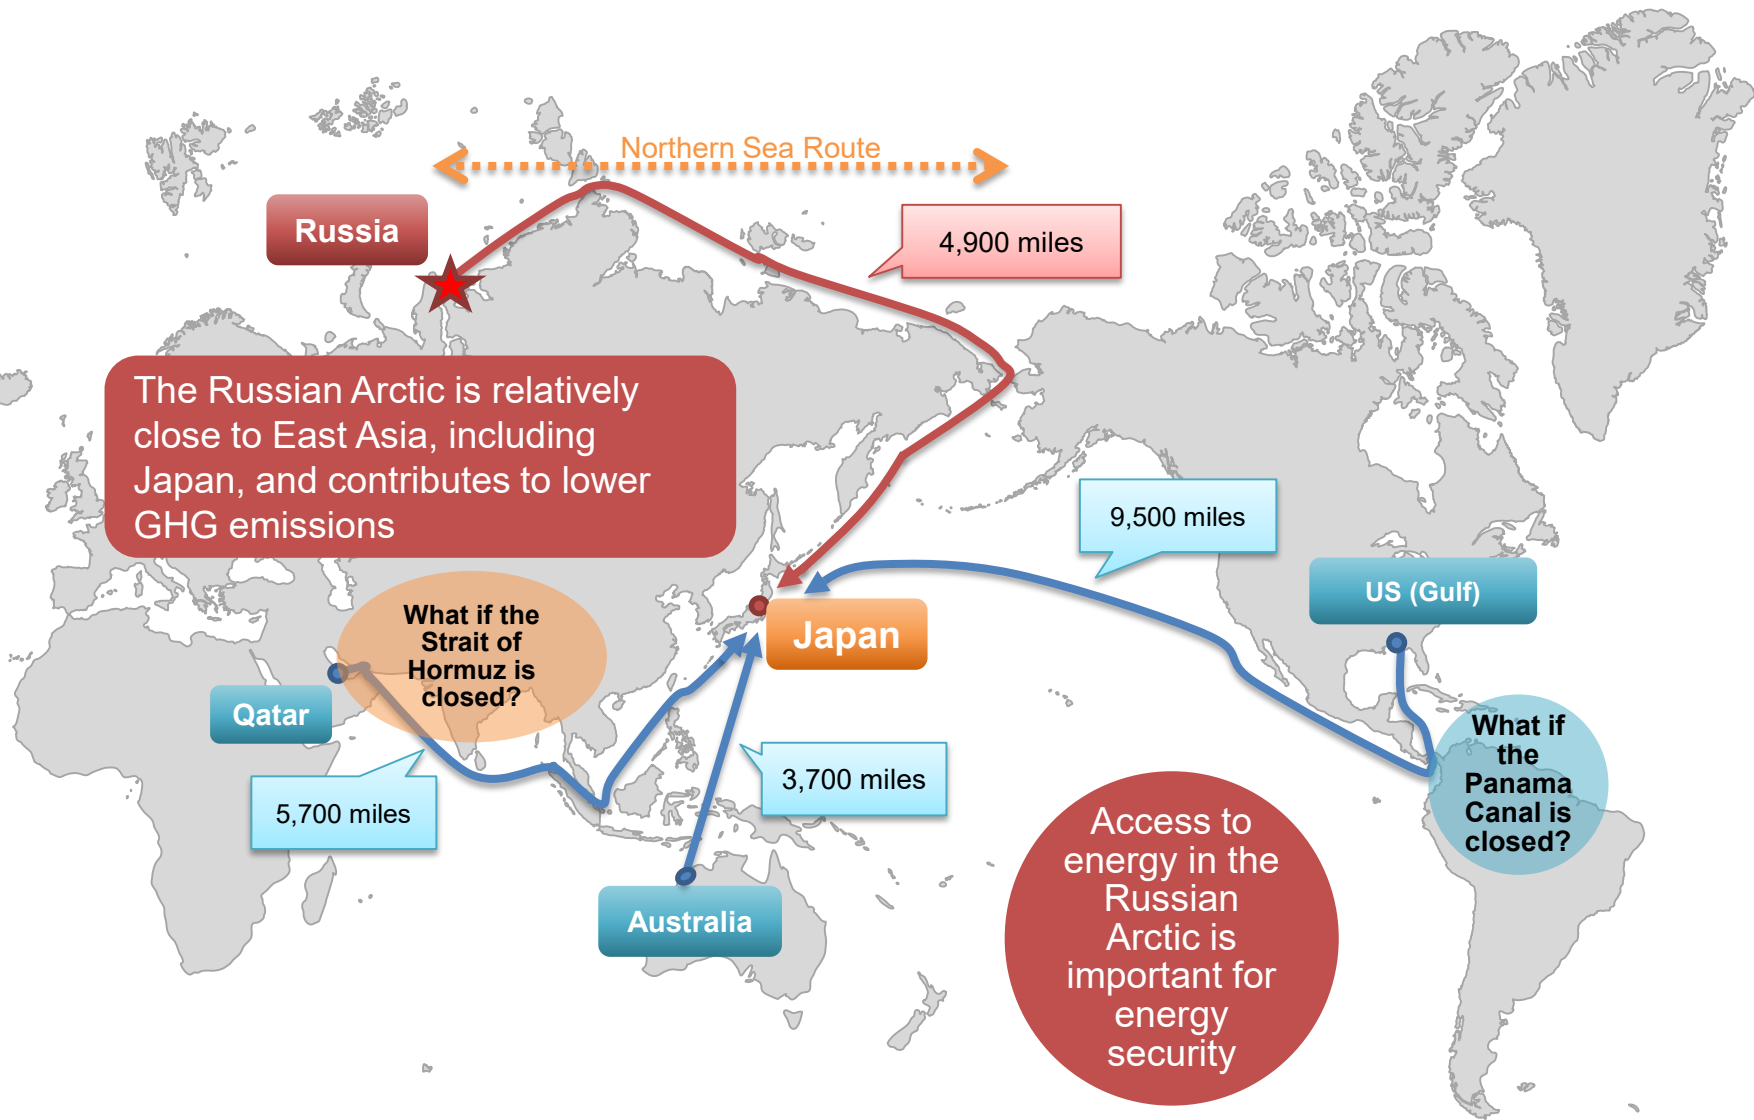 Northern Sea Route
Russia
4,900 miles
The Russian Arctic is relatively
close to East Asia, including
Japan, and contributes to lower
GHG emissions
9,500 miles
US (Gulf)
What if the
Strait of
Hormuz is
closed?
Japan
Qatar
What if
the
Panama
Canal is
closed?
5,700 miles
3,700 miles
Access to
energy in the
Russian
Arctic is
important for
energy
security
Australia